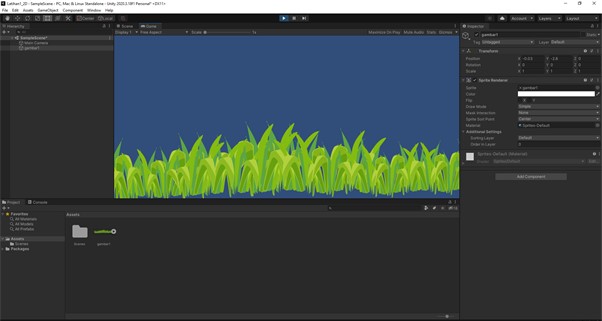 Latihan1_2D - SampleScene - PC, Mac & Linux Standalone - Unity 2020.3.18f1 Personal* <DX11>
File Edit Assets GameObject Component Window Help
Center Local
Account Layers Layout
Hierarchy
SampleScene*
Main Camera
gambar1
Scene Game
Display 1 Free Aspect Scale 1x Maximize On Play Mute Audio Stats Gizmos
Inspector
gambar1 Static
Tag Untagged Layer Default
Transform
Position X -0.53 Y -2.8 Z 0
Rotation X 0 Y 0 Z 0
Scale X 1 Y 1 Z 1
Sprite Renderer
Sprite gambar1
Color
Flip X Y
Draw Mode Simple
Mask Interaction None
Sprite Sort Point Center
Material Sprites-Default
Additional Settings
Sorting Layer Default
Order in Layer 0
Sprites-Default (Material)
Shader Sprites/Default Edit...
Add Component
Project Console
Favorites
All Materials
All Models
All Prefabs
Assets
Scenes
Packages
Assets
Scenes gambar1